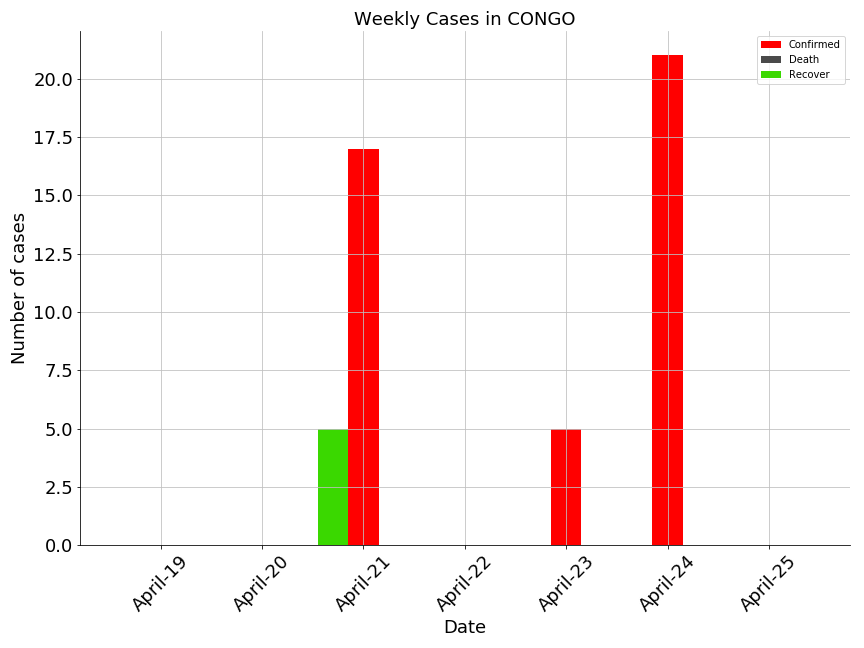 Weekly Cases in CONGO
Confirmed
Death
Recover
Number of cases
20.0
17.5
15.0
12.5
10.0
7.5
5.0
2.5
0.0
April-19 April-20 April-21 April-22 April-23 April-24 April-25
Date